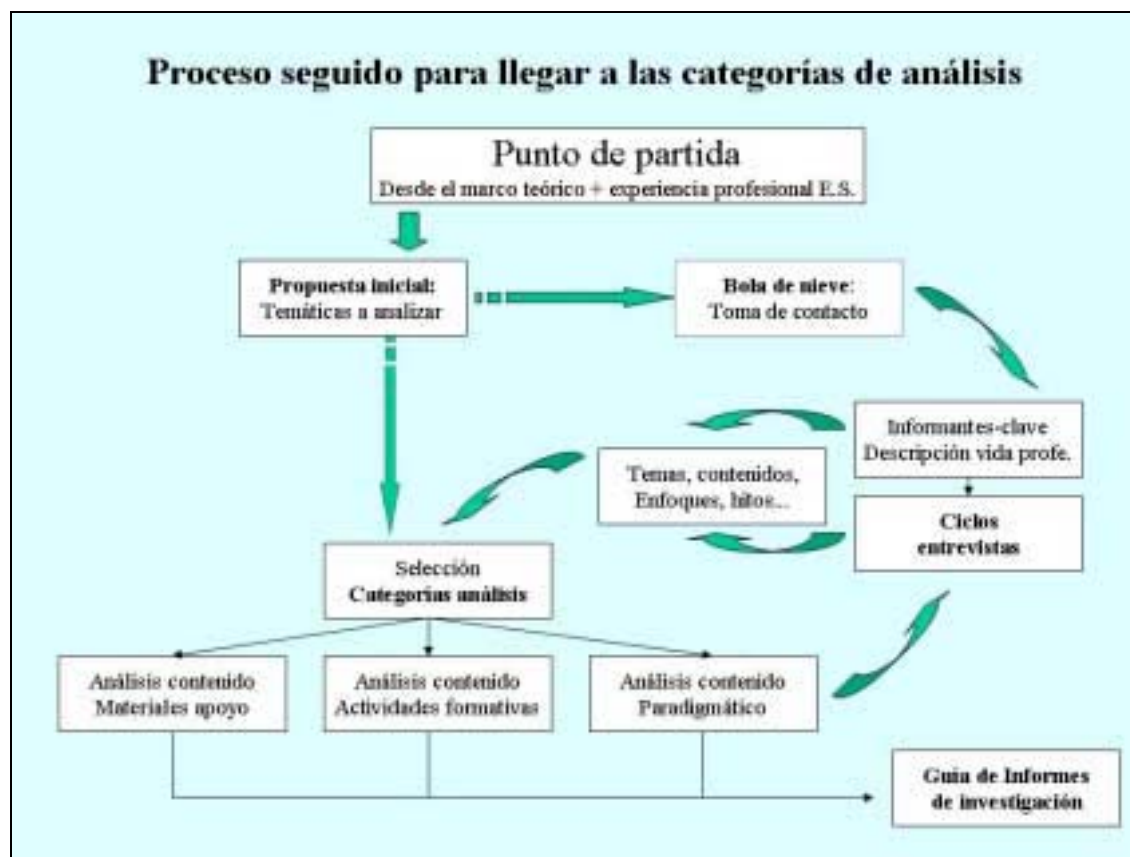 Proceso seguido para llegar a las categorías de análisis
Punto de partida
Desde el marco teórico + experiencia profesional E.S.
Propuesta inicial:
Temáticas a analizar
Bola de nieve:
Toma de contacto
Informantes-clave
Descripción vida profe.
Temas, contenidos,
Enfoques, hitos...
Ciclos
entrevistas
Selección
Categorías análisis
Análisis contenido
Materiales apoyo
Análisis contenido
Actividades formativas
Análisis contenido
Paradigmático
Guía de Informes
de investigación